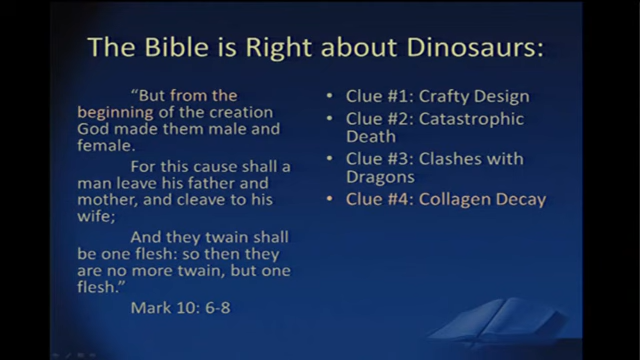 The Bible is Right about Dinosaurs:
"But from the
beginning of the creation
God made them male and
female.
For this cause shall a
man leave his father and
mother, and cleave to his
wife;
And they twain shall
be one flesh: so then they
are no more twain, but one
flesh."
Mark 10: 6-8
• Clue #1: Crafty Design
• Clue #2: Catastrophic
Death
• Clue #3: Clashes with
Dragons
• Clue #4: Collagen Decay